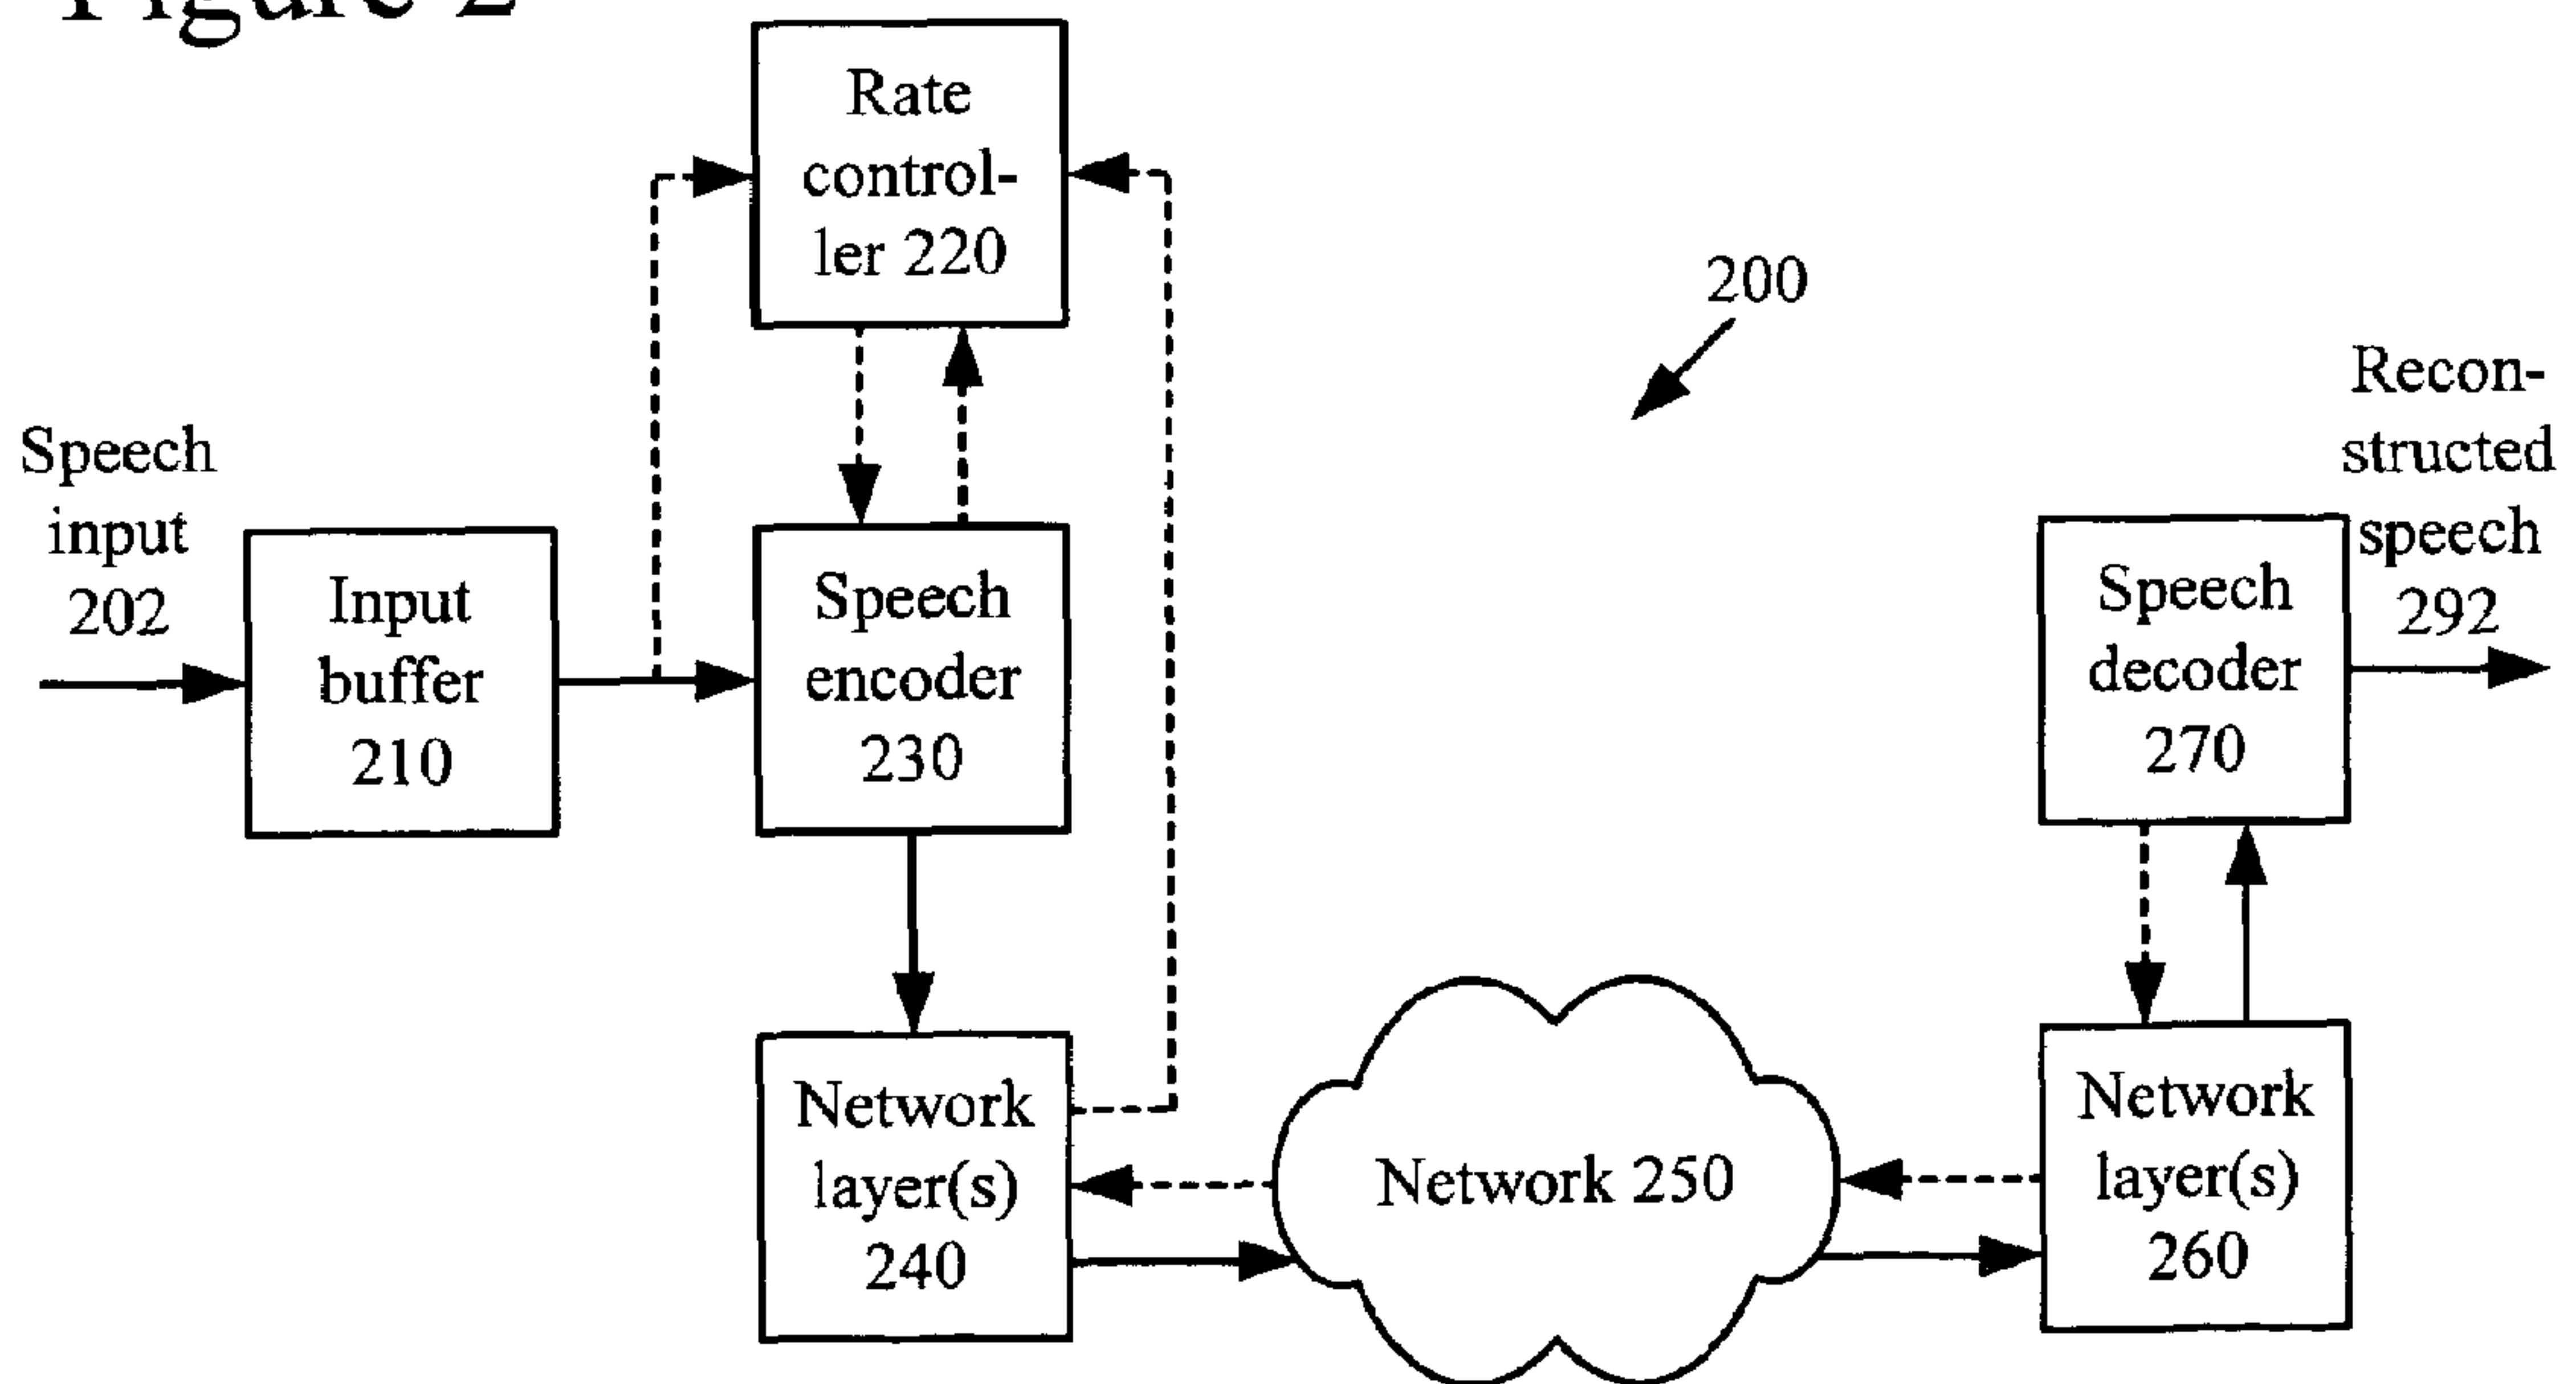 Figure 2
Rate
control-
ler 220
200
Speech
input
202
Input
buffer
210
Speech
encoder
230
Recon-
structed
speech
292
Speech
decoder
270
Network
layer(s)
240
Network 250
Network
layer(s)
260